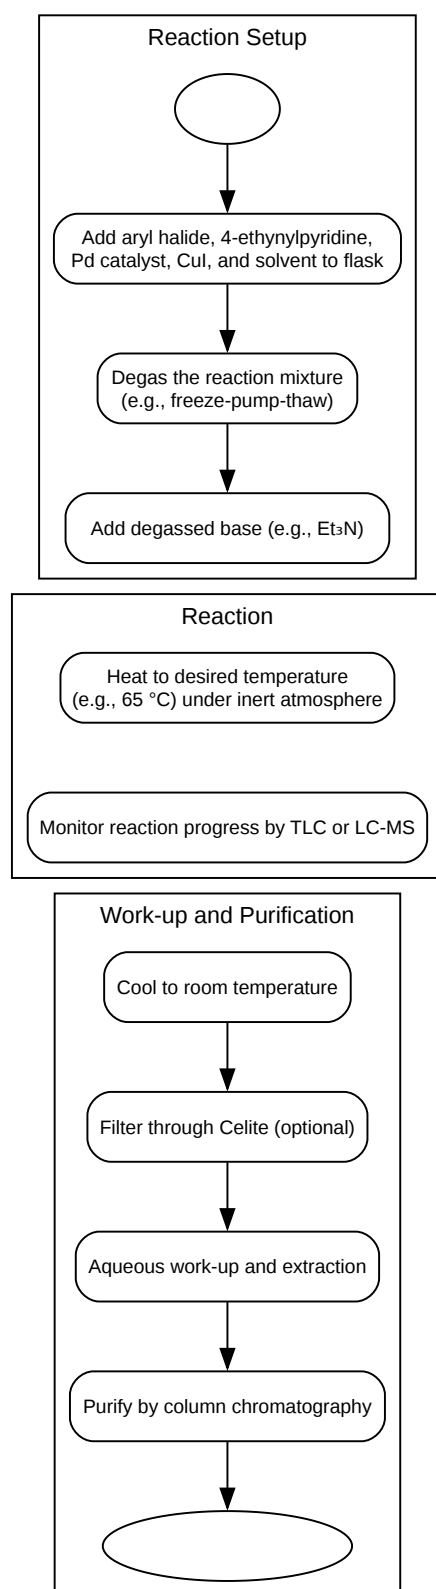 Reaction Setup
Add aryl halide, 4-ethynylpyridine,
Pd catalyst, CuI, and solvent to flask
Degas the reaction mixture
(e.g., freeze-pump-thaw)
Add degassed base (e.g., Et₃N)
Reaction
Heat to desired temperature
(e.g., 65 °C) under inert atmosphere
Monitor reaction progress by TLC or LC-MS
Work-up and Purification
Cool to room temperature
Filter through Celite (optional)
Aqueous work-up and extraction
Purify by column chromatography